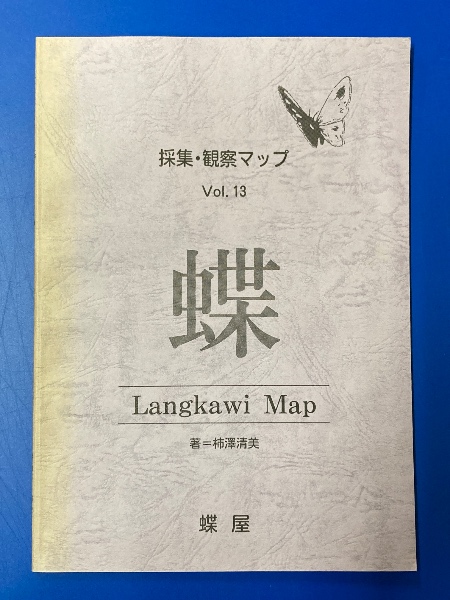 採集・観察マップ
Vol. 13
蝶
Langkawi Map
著＝柿澤清美
蝶屋